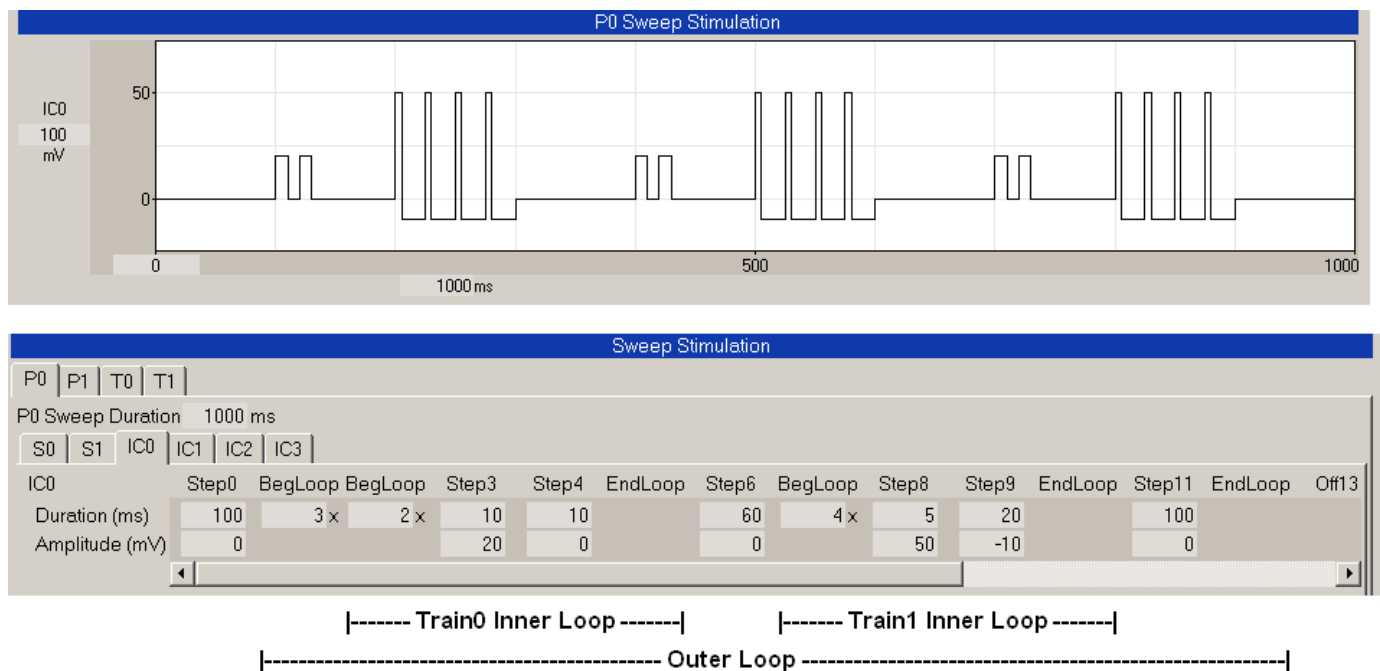 P0 Sweep Stimulation
50
IC0
100
mV
0
0 500 1000
1000 ms
Sweep Stimulation
P0 P1 T0 T1
P0 Sweep Duration 1000 ms
S0 S1 IC0 IC1 IC2 IC3
IC0 Step0 BegLoop BegLoop Step3 Step4 EndLoop Step6 BegLoop Step8 Step9 EndLoop Step11 EndLoop Off13
Duration (ms) 100 3 x 2 x 10 10 60 4 x 5 20 100
Amplitude (mV) 0 20 0 0 50 -10 0
|------- Train0 Inner Loop -------| |------- Train1 Inner Loop -------|
|------------------------------------------------ Outer Loop ----------------------------------------------------------|